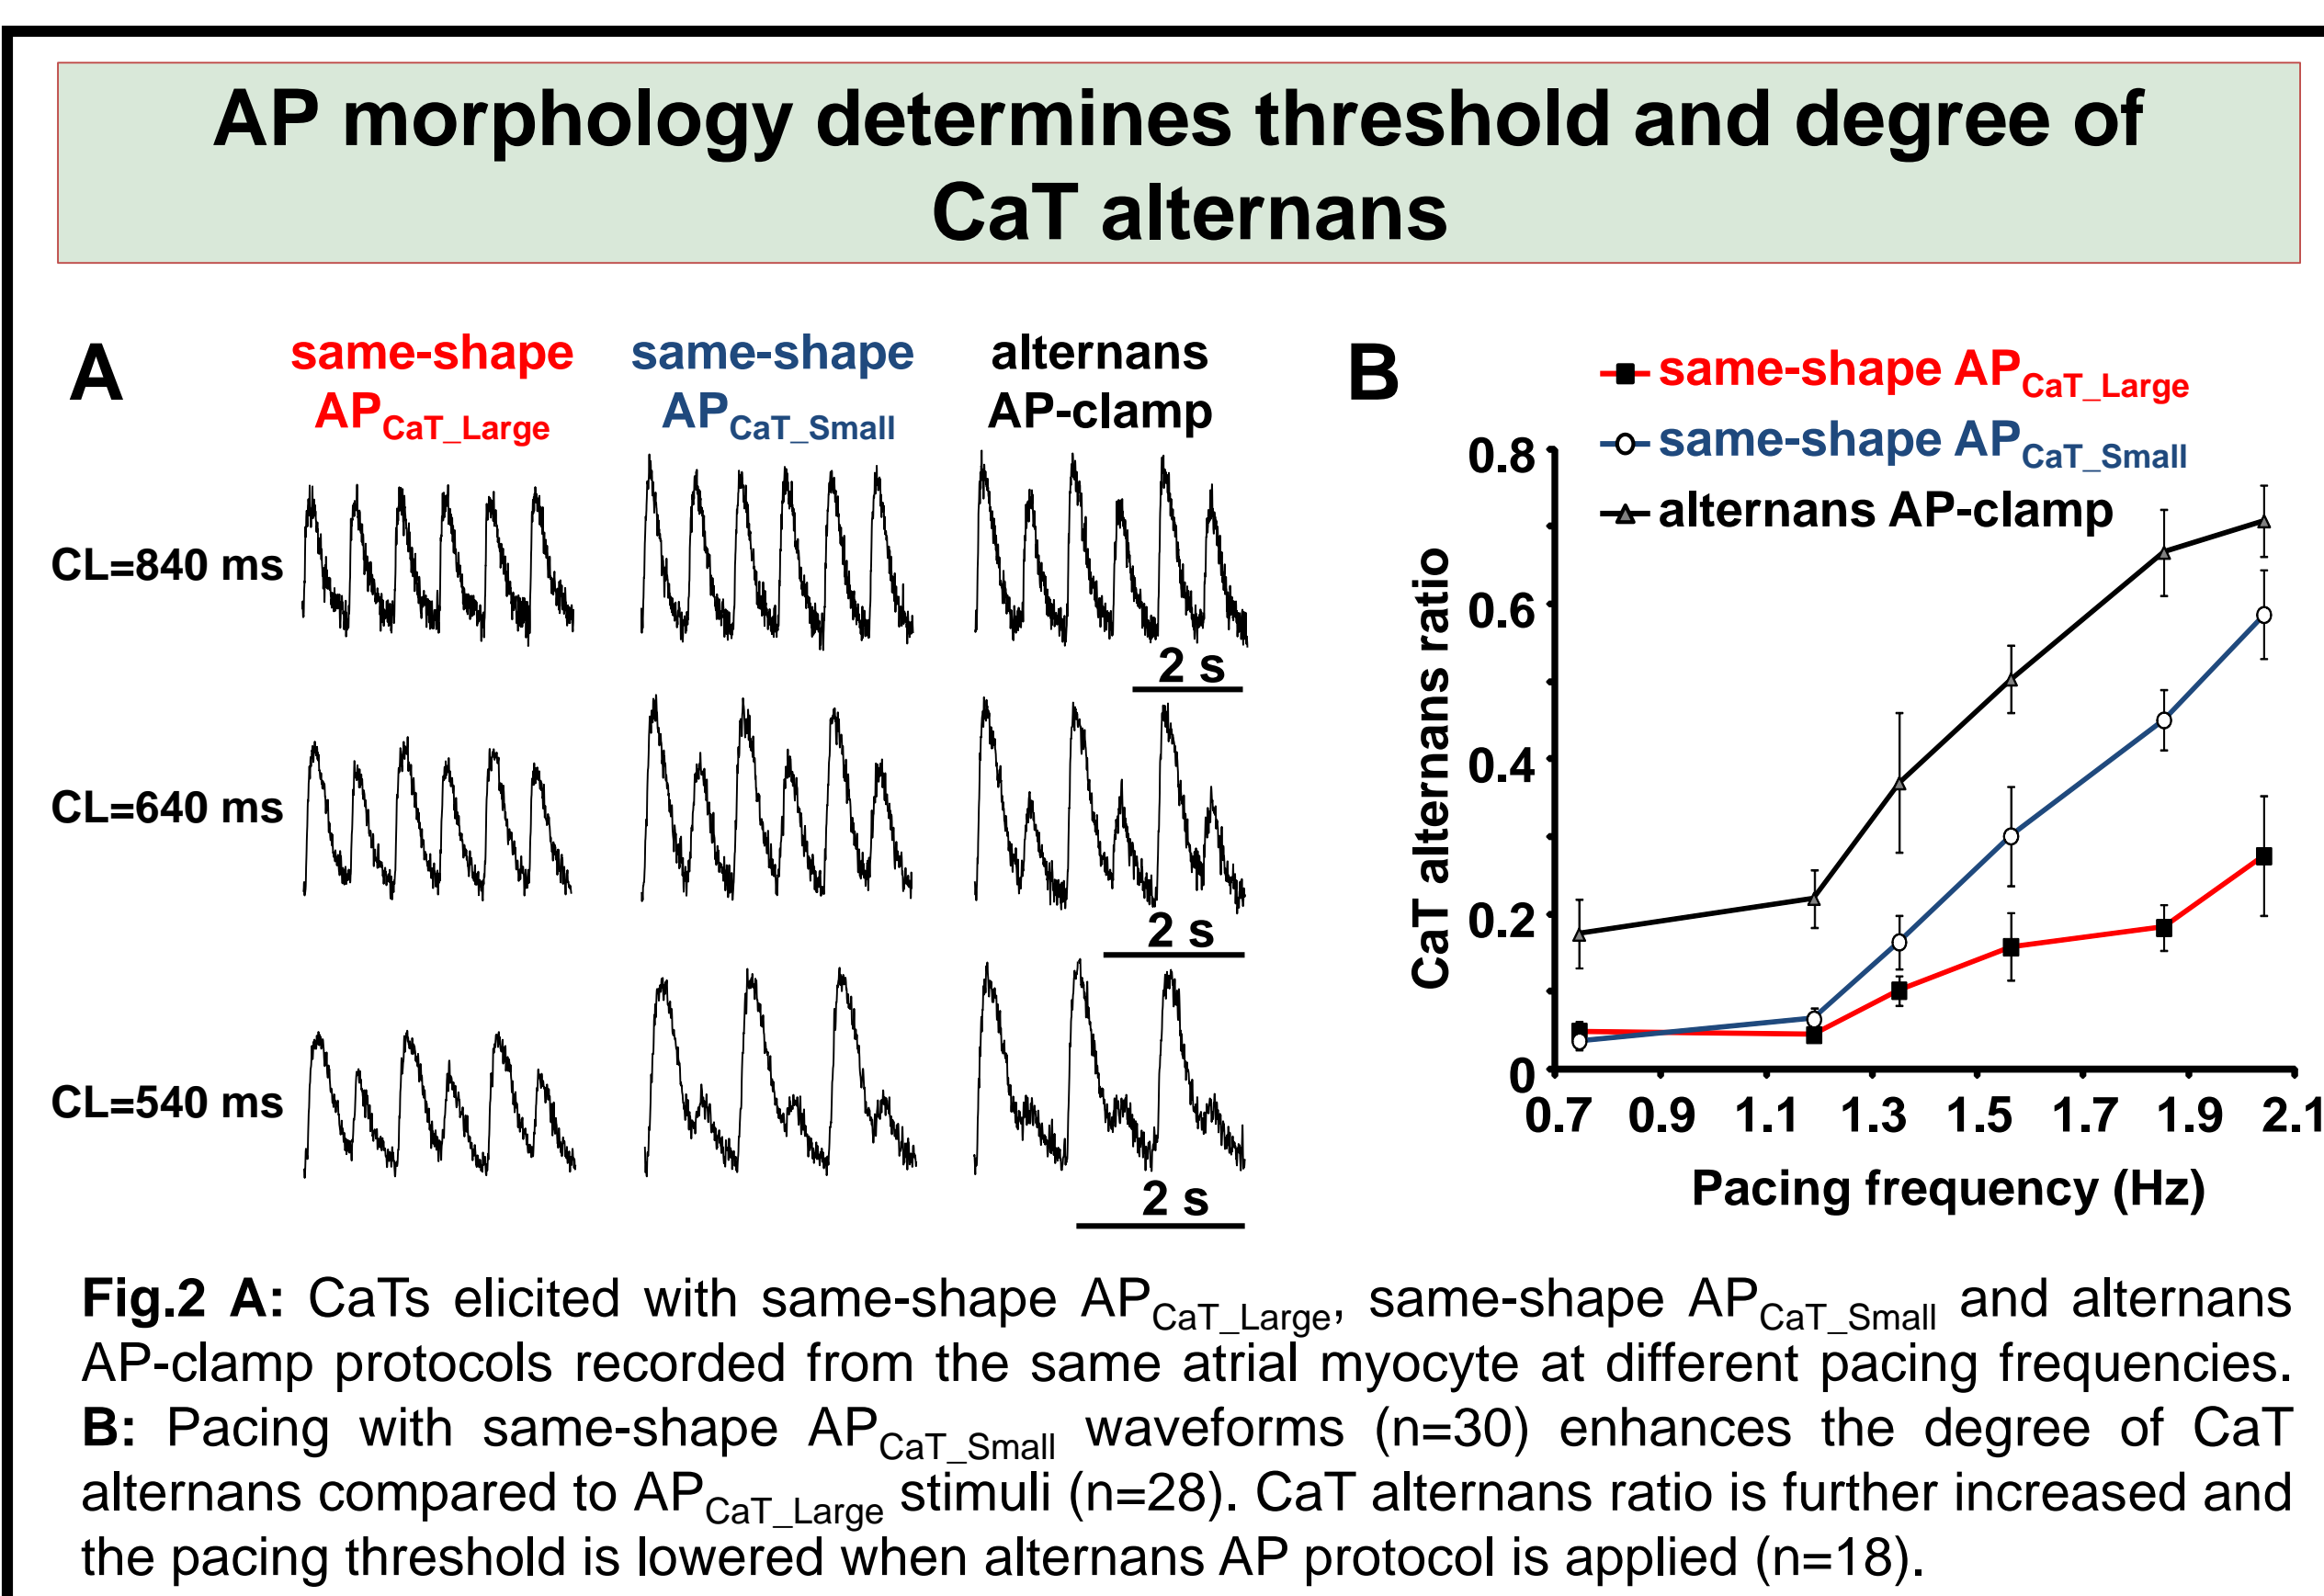 AP morphology determines threshold and degree of
CaT alternans
A
same-shape
AP_CaT_Large
same-shape
AP_CaT_Small
alternans
AP-clamp
CL=840 ms
2 s
CL=640 ms
2 s
CL=540 ms
2 s
B
same-shape AP_CaT_Large
same-shape AP_CaT_Small
alternans AP-clamp
CaT alternans ratio
0.8
0.6
0.4
0.2
0
0.7 0.9 1.1 1.3 1.5 1.7 1.9 2.1
Pacing frequency (Hz)
Fig.2 A: CaTs elicited with same-shape AP_CaT_Large, same-shape AP_CaT_Small and alternans
AP-clamp protocols recorded from the same atrial myocyte at different pacing frequencies.
B: Pacing with same-shape AP_CaT_Small waveforms (n=30) enhances the degree of CaT
alternans compared to AP_CaT_Large stimuli (n=28). CaT alternans ratio is further increased and
the pacing threshold is lowered when alternans AP protocol is applied (n=18).